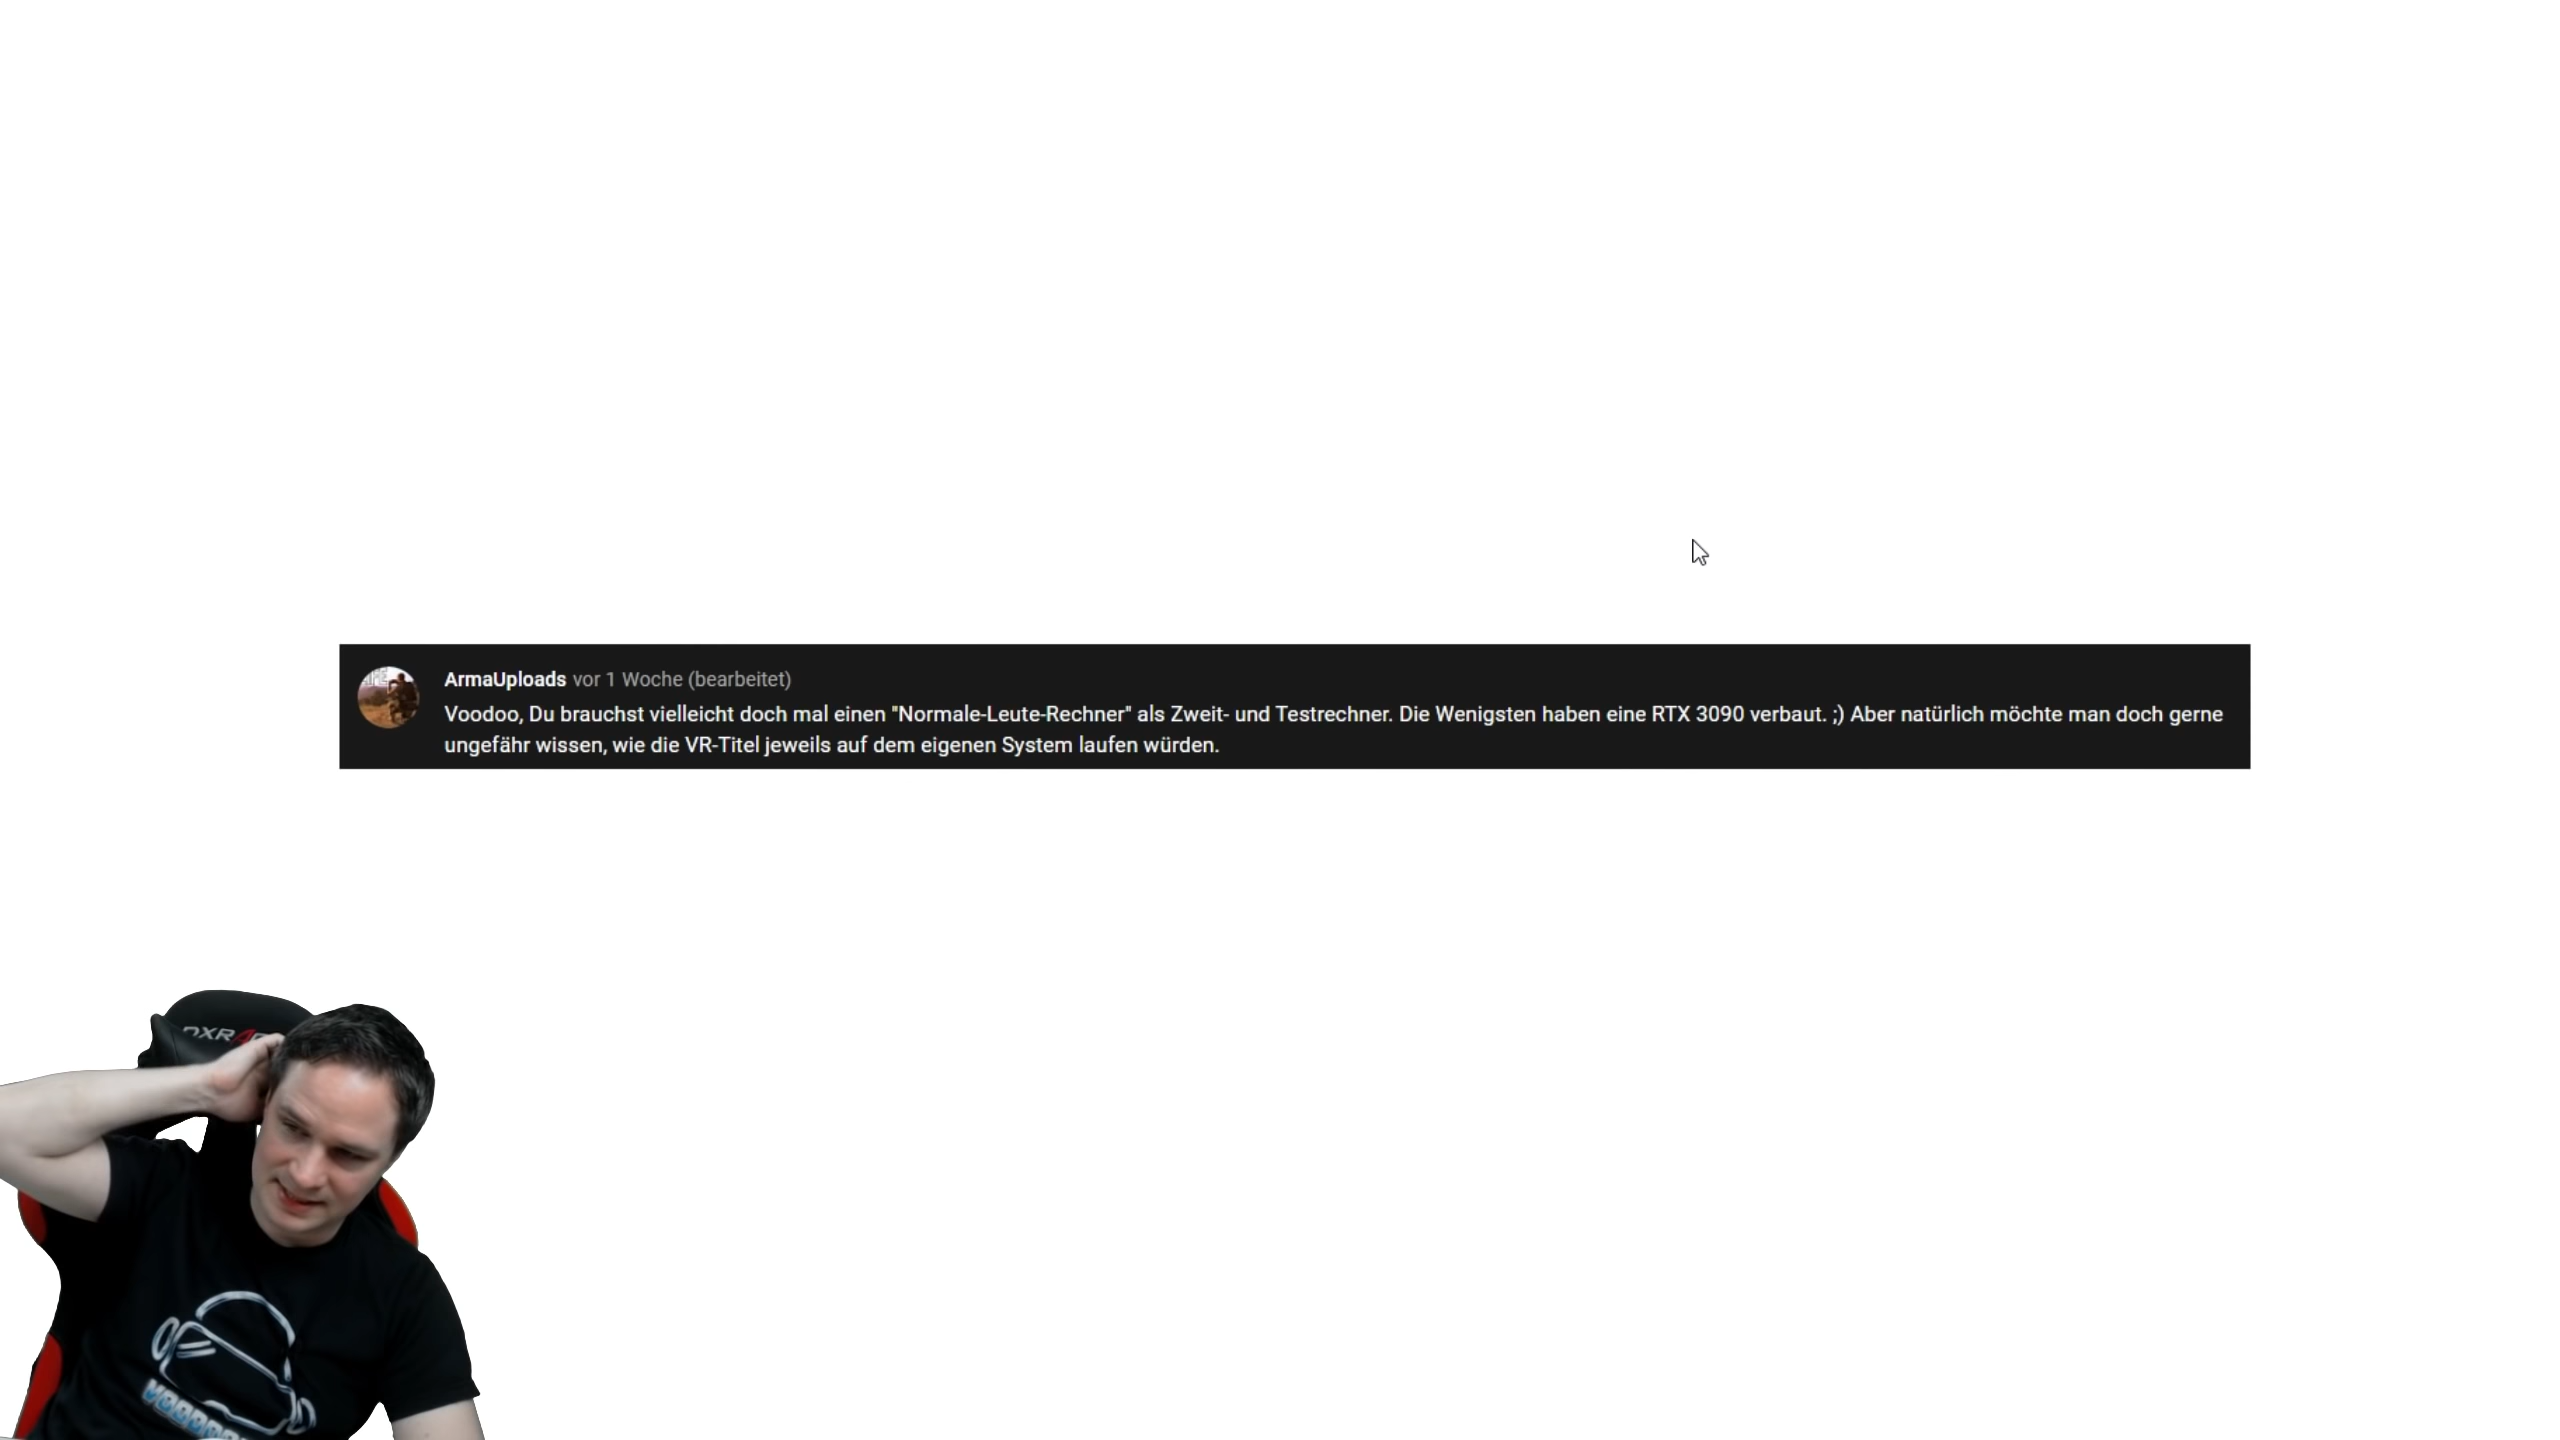 ArmaUploads vor 1 Woche (bearbeitet)
Voodoo, Du brauchst vielleicht doch mal einen "Normale-Leute-Rechner" als Zweit- und Testrechner. Die Wenigsten haben eine RTX 3090 verbaut. ;) Aber natürlich möchte man doch gerne
ungefähr wissen, wie die VR-Titel jeweils auf dem eigenen System laufen würden.